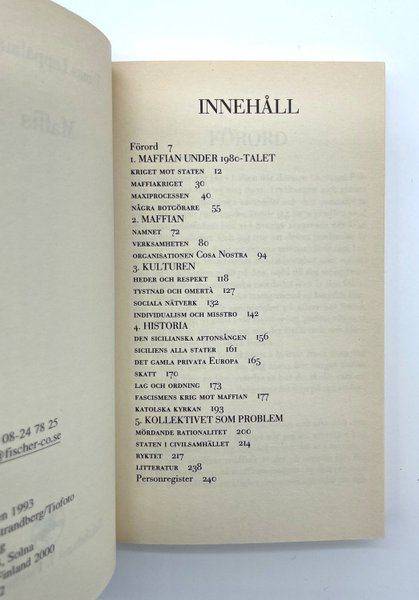 08-24 78 25
@fischer-co.se
en 1993
trandberg/Tiofoto
Solna
Finland 2000
INNEHÅLL
Förord 7
1. MAFFIAN UNDER 1980-TALET
KRIGET MOT STATEN 12
MAFFIAKRIGET 30
MAXIPROCESSEN 40
NÅGRA BOTGÖRARE 55
2. MAFFIAN
NAMNET 72
VERKSAMHETEN 80
ORGANISATIONEN COSA NOSTRA 94
3. KULTUREN
HEDER OCH RESPEKT 118
TYSTNAD OCH OMERTÀ 127
SOCIALA NÄTVERK 132
INDIVIDUALISM OCH MISSTRO 142
4. HISTORIA
DEN SICILIANSKA AFTONSÅNGEN 156
SICILIENS ALLA STATER 161
DET GAMLA PRIVATA EUROPA 165
SKATT 170
LAG OCH ORDNING 173
FASCISMENS KRIG MOT MAFFIAN 177
KATOLSKA KYRKAN 193
5. KOLLEKTIVET SOM PROBLEM
MÖRDANDE RATIONALITET 200
STATEN I CIVILSAMHÄLLET 214
RYKTET 217
LITTERATUR 238
Personregister 240